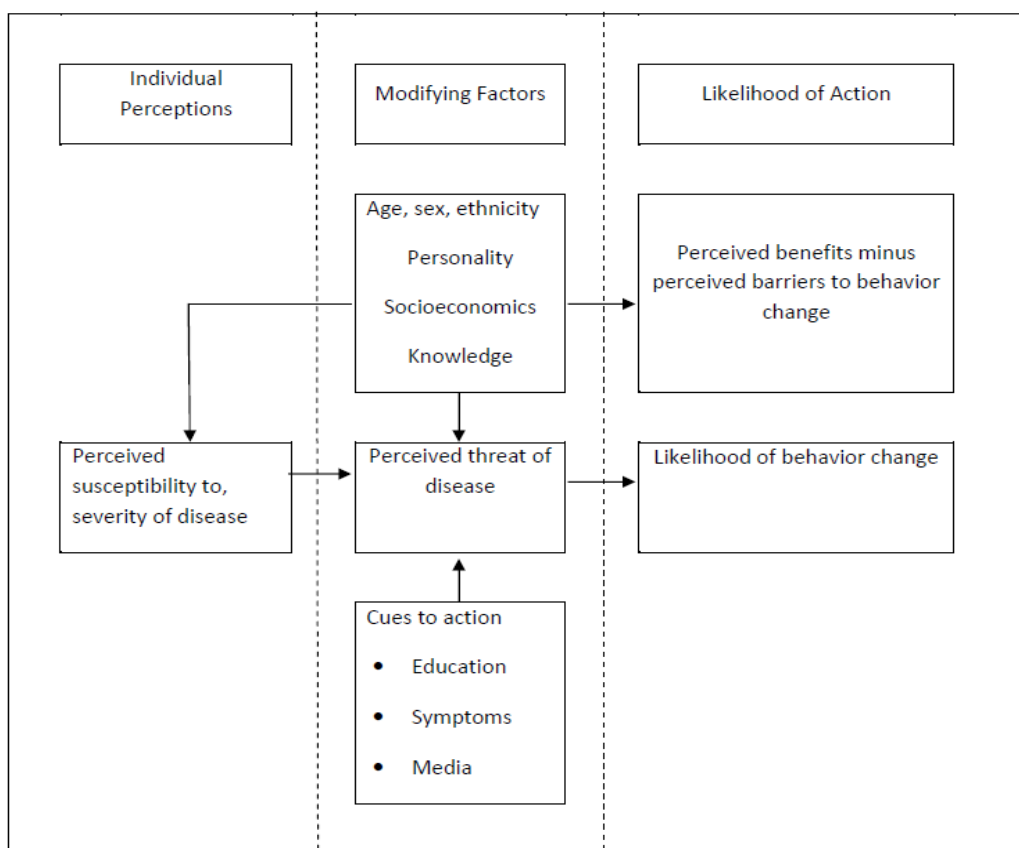 Individual
Perceptions
Modifying Factors
Likelihood of Action
Age, sex, ethnicity
Personality
Socioeconomics
Knowledge
Perceived benefits minus
perceived barriers to behavior
change
Perceived
susceptibility to,
severity of disease
Perceived threat of
disease
Likelihood of behavior change
Cues to action
• Education
• Symptoms
• Media